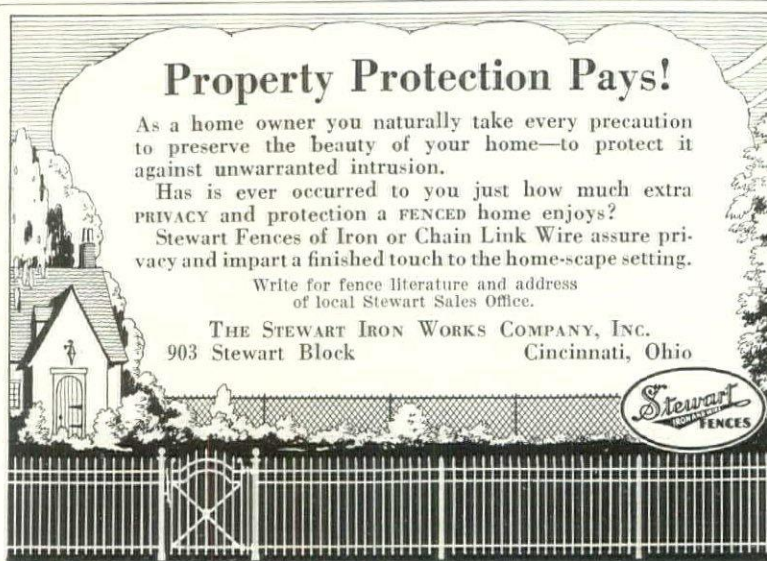 Property Protection Pays!
As a home owner you naturally take every precaution
to preserve the beauty of your home—to protect it
against unwarranted intrusion.
Has is ever occurred to you just how much extra
PRIVACY and protection a FENCED home enjoys?
Stewart Fences of Iron or Chain Link Wire assure pri-
vacy and impart a finished touch to the home-scape setting.
Write for fence literature and address
of local Stewart Sales Office.
THE STEWART IRON WORKS COMPANY, INC.
903 Stewart Block Cincinnati, Ohio
Stewart
IRON AND WIRE
FENCES